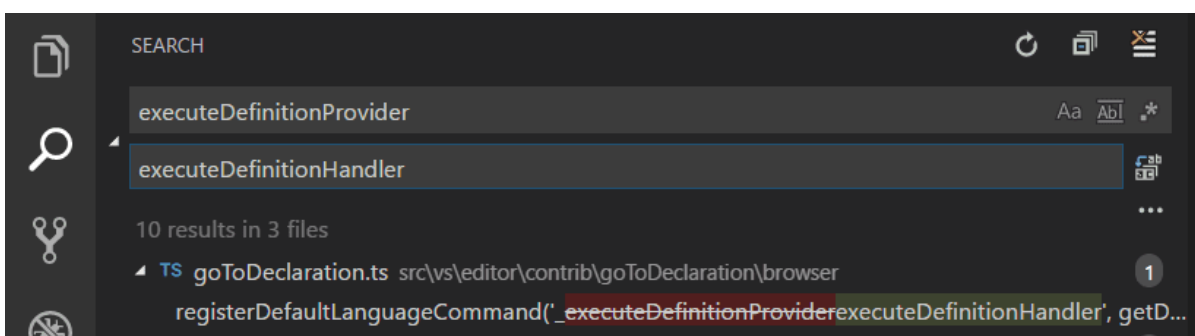 SEARCH
executeDefinitionProvider Aa Abl .*
executeDefinitionHandler
10 results in 3 files
TS goToDeclaration.ts src\vs\editor\contrib\goToDeclaration\browser 1
registerDefaultLanguageCommand('_executeDefinitionProviderexecuteDefinitionHandler', getD...